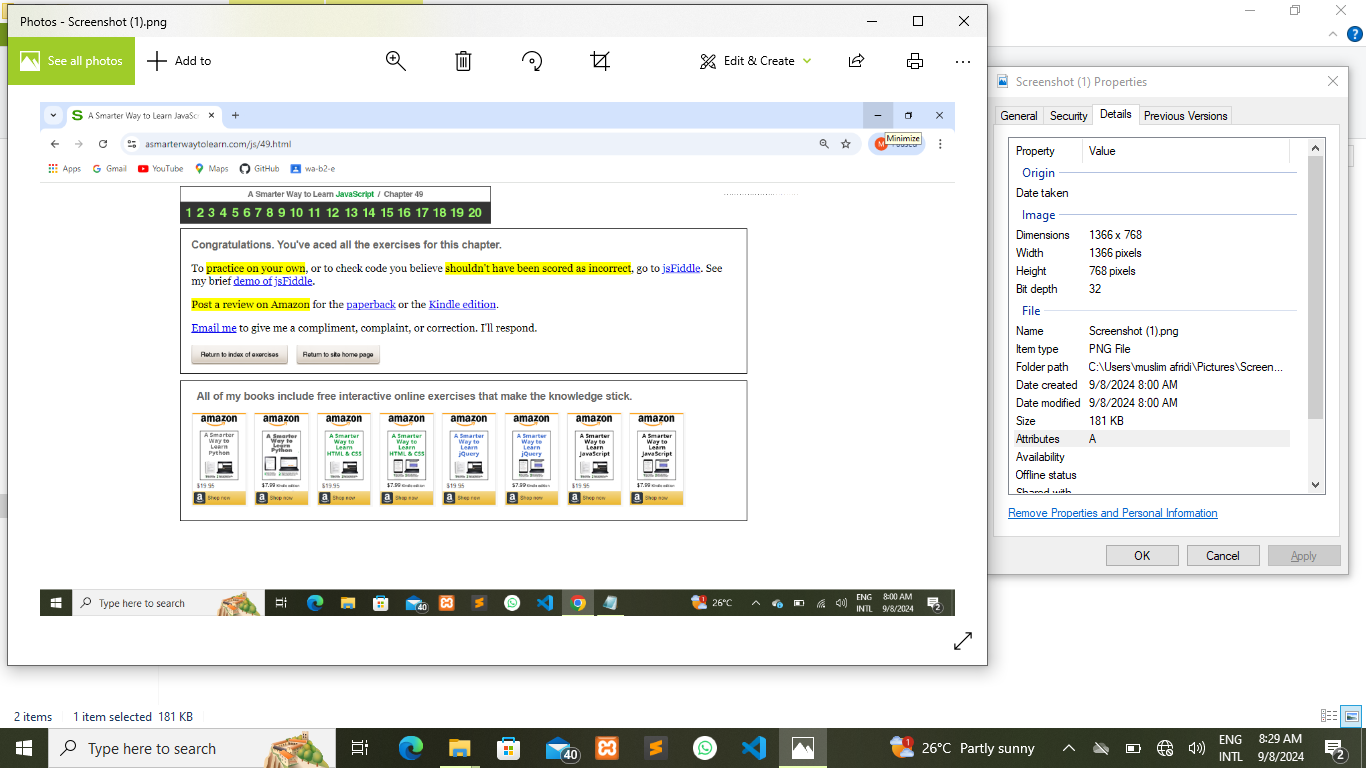 Photos - Screenshot (1).png
See all photos
Add to
Edit & Create
A Smarter Way to Learn JavaSc
asmarterwaytolearn.com/js/49.html
Minimize
M
Paused
Apps
Gmail
YouTube
Maps
GitHub
wa-b2-e
A Smarter Way to Learn JavaScript / Chapter 49
1 2 3 4 5 6 7 8 9 10 11 12 13 14 15 16 17 18 19 20
Congratulations. You've aced all the exercises for this chapter.
To practice on your own, or to check code you believe shouldn't have been scored as incorrect, go to jsFiddle. See
my brief demo of jsFiddle.
Post a review on Amazon for the paperback or the Kindle edition.
Email me to give me a compliment, complaint, or correction. I'll respond.
Return to index of exercises
Return to site home page
All of my books include free interactive online exercises that make the knowledge stick.
amazon amazon amazon amazon amazon amazon amazon amazon
A Smarter Way to Learn Python
A Smarter Way to Learn Python
A Smarter Way to Learn HTML & CSS
A Smarter Way to Learn HTML & CSS
A Smarter Way to Learn jQuery
A Smarter Way to Learn jQuery
A Smarter Way to Learn JavaScript
A Smarter Way to Learn JavaScript
$19.95 $7.99 Kindle edition $19.95 $7.99 Kindle edition $19.95 $7.99 Kindle edition $19.95 $7.99 Kindle edition
Shop now Shop now Shop now Shop now Shop now Shop now Shop now Shop now
Type here to search
40
26°C
ENG
INTL
8:00 AM
9/8/2024
2
Screenshot (1) Properties
General
Security
Details
Previous Versions
Property Value
Origin
Date taken
Image
Dimensions 1366 x 768
Width 1366 pixels
Height 768 pixels
Bit depth 32
File
Name Screenshot (1).png
Item type PNG File
Folder path C:\Users\muslim afridi\Pictures\Screen...
Date created 9/8/2024 8:00 AM
Date modified 9/8/2024 8:00 AM
Size 181 KB
Attributes A
Availability
Offline status
Shared with
Remove Properties and Personal Information
OK
Cancel
Apply
2 items 1 item selected 181 KB
Type here to search
40
1
26°C Partly sunny
ENG
INTL
8:29 AM
9/8/2024
2